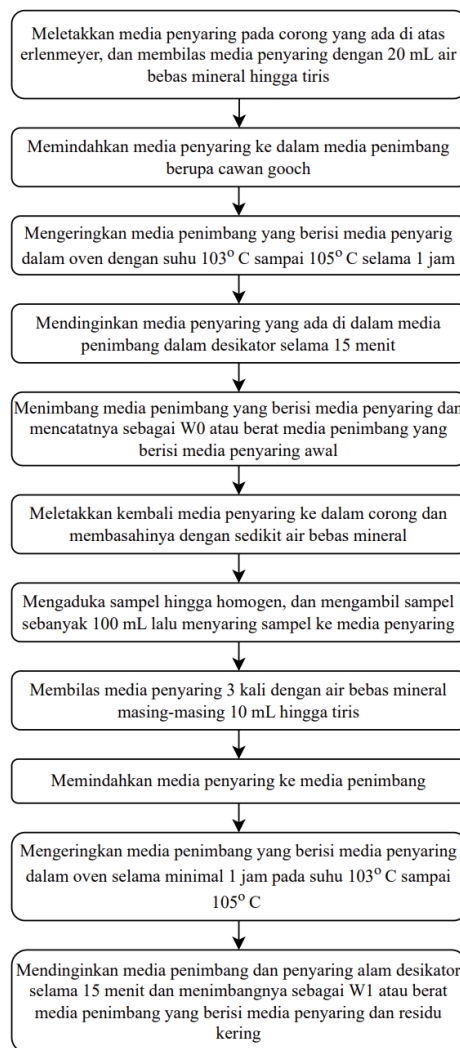 Meletakkan media penyaring pada corong yang ada di atas
erlenmeyer, dan membilas media penyaring dengan 20 mL air
bebas mineral hingga tiris
Memindahkan media penyaring ke dalam media penimbang
berupa cawan gooch
Mengeringkan media penimbang yang berisi media penyarig
dalam oven dengan suhu 103° C sampai 105° C selama 1 jam
Mendinginkan media penyaring yang ada di dalam media
penimbang dalam desikator selama 15 menit
Menimbang media penimbang yang berisi media penyaring dan
mencatatnya sebagai W0 atau berat media penimbang yang
berisi media penyaring awal
Meletakkan kembali media penyaring ke dalam corong dan
membasahinya dengan sedikit air bebas mineral
Mengaduka sampel hingga homogen, dan mengambil sampel
sebanyak 100 mL lalu menyaring sampel ke media penyaring
Membilas media penyaring 3 kali dengan air bebas mineral
masing-masing 10 mL hingga tiris
Memindahkan media penyaring ke media penimbang
Mengeringkan media penimbang yang berisi media penyaring
dalam oven selama minimal 1 jam pada suhu 103° C sampai
105° C
Mendinginkan media penimbang dan penyaring alam desikator
selama 15 menit dan menimbangnya sebagai W1 atau berat
media penimbang yang berisi media penyaring dan residu
kering